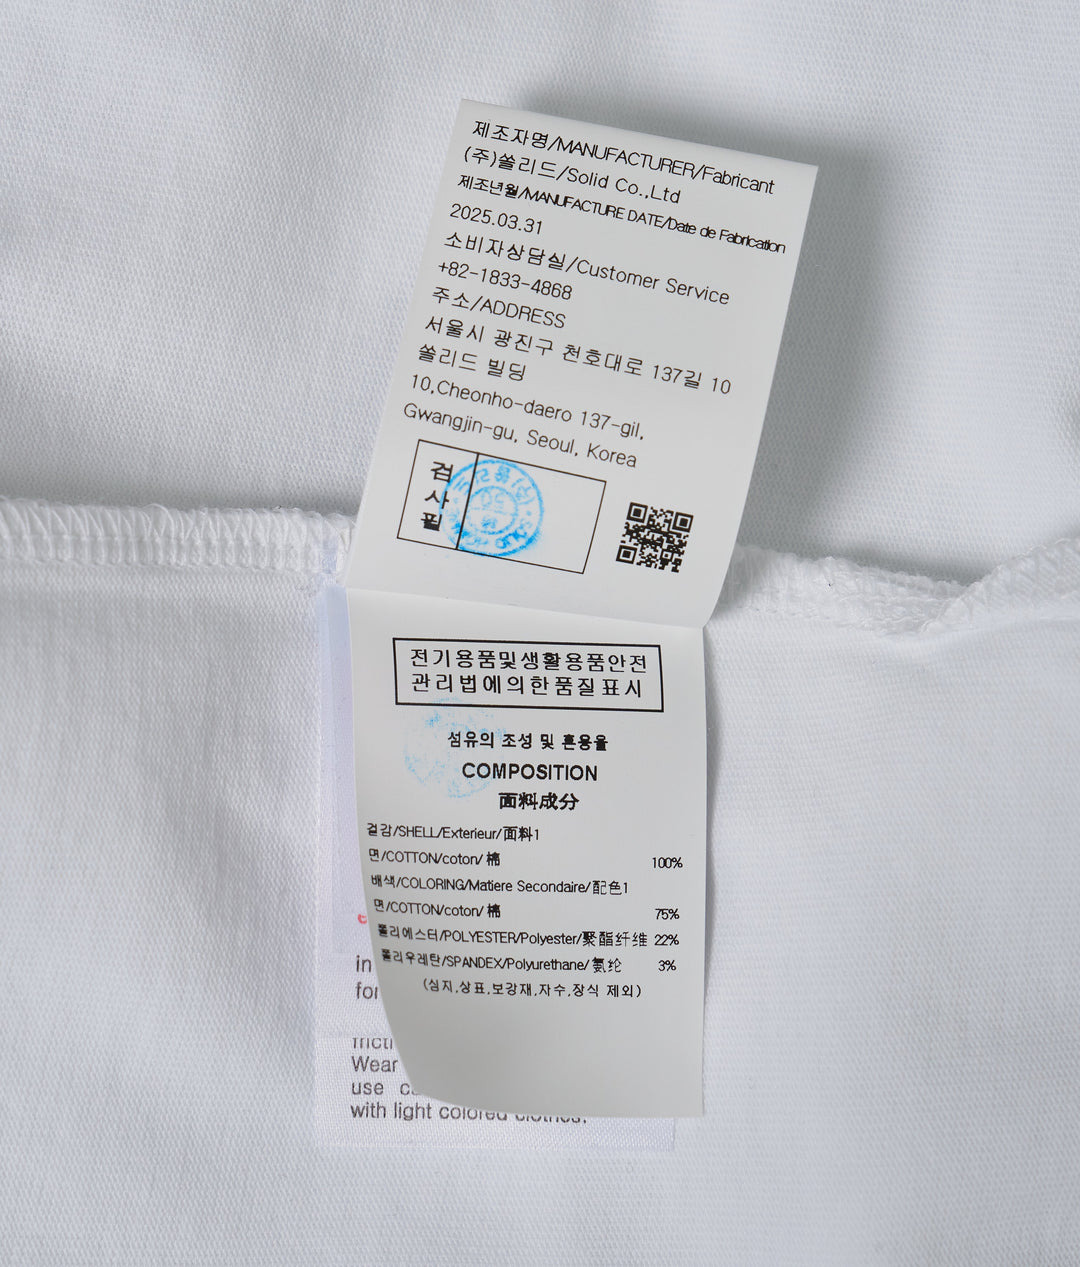 제조자명/MANUFACTURER/Fabricant
(주)쏠리드/Solid Co.,Ltd
제조년월/MANUFACTURE DATE/Date de Fabrication
2025.03.31
소비자상담실/Customer Service
+82-1833-4868
주소/ADDRESS
서울시 광진구 천호대로 137길 10
쏠리드 빌딩
10,Cheonho-daero 137-gil,
Gwangjin-gu, Seoul, Korea
검
사
필
전기용품및생활용품안전
관리법에의한품질표시
섬유의 조성 및 혼용율
COMPOSITION
面料成分
겉감/SHELL/Exterieur/面料1
면/COTTON/coton/棉 100%
배색/COLORING/Matiere Secondaire/配色1
면/COTTON/coton/棉 75%
폴리에스터/POLYESTER/Polyester/聚酯纤维 22%
폴리우레탄/SPANDEX/Polyurethane/氨纶 3%
(심지,상표,보강재,자수,장식 제외)
in
for
Wear
use
with light colored clothes.